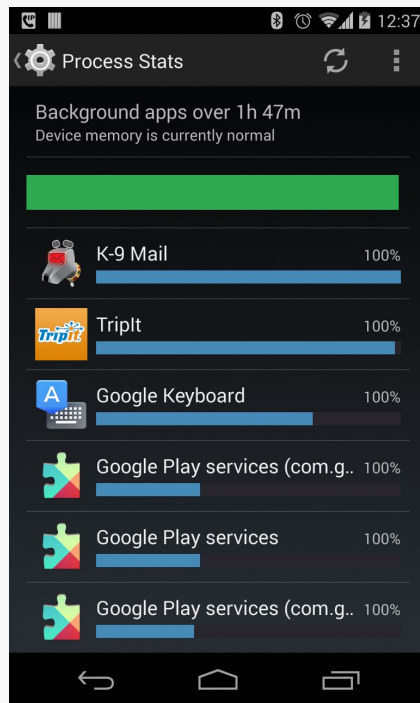 12:37
Process Stats
Background apps over 1h 47m
Device memory is currently normal
K-9 Mail 100%
TripIt
TripIt 100%
A
Google Keyboard 100%
Google Play services (com.g.. 100%
Google Play services 100%
Google Play services (com.g.. 100%